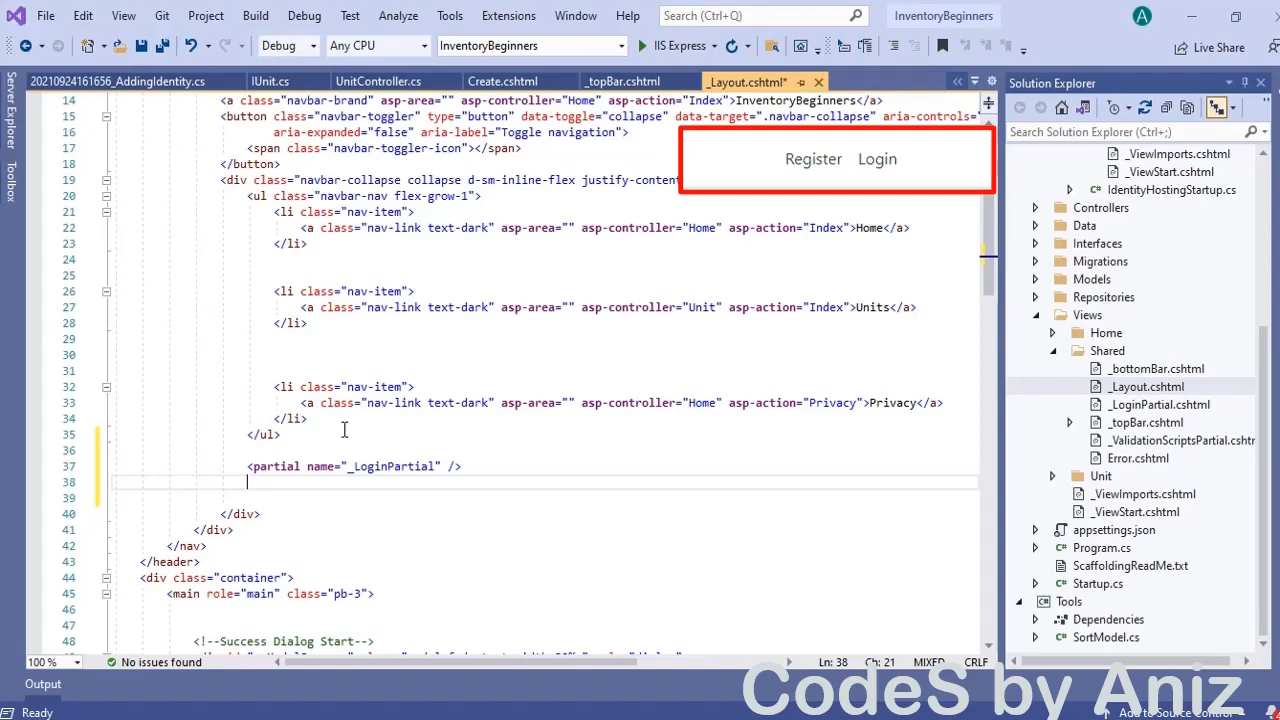 File Edit View Git Project Build Debug Test Analyze Tools Extensions Window Help Search (Ctrl+Q) InventoryBeginners A
Debug Any CPU InventoryBeginners IIS Express Live Share
Server Explorer
Toolbox
20210924161656_AddingIdentity.cs IUnit.cs UnitController.cs Create.cshtml _topBar.cshtml _Layout.cshtml*
14 <a class="navbar-brand" asp-area="" asp-controller="Home" asp-action="Index">InventoryBeginners</a>
15 <button class="navbar-toggler" type="button" data-toggle="collapse" data-target=".navbar-collapse" aria-controls=
16 aria-expanded="false" aria-label="Toggle navigation">
17 <span class="navbar-toggler-icon"></span>
18 </button>
19 <div class="navbar-collapse collapse d-sm-inline-flex justify-content
20 <ul class="navbar-nav flex-grow-1">
21 <li class="nav-item">
22 <a class="nav-link text-dark" asp-area="" asp-controller="Home" asp-action="Index">Home</a>
23 </li>
24
25
26 <li class="nav-item">
27 <a class="nav-link text-dark" asp-area="" asp-controller="Unit" asp-action="Index">Units</a>
28 </li>
29
30
31
32 <li class="nav-item">
33 <a class="nav-link text-dark" asp-area="" asp-controller="Home" asp-action="Privacy">Privacy</a>
34 </li>
35 </ul>
36
37 <partial name="_LoginPartial" />
38
39
40 </div>
41 </div>
42 </nav>
43 </header>
44 <div class="container">
45 <main role="main" class="pb-3">
46
47
48 <!--Success Dialog Start-->
Register Login
100 % No issues found Ln: 38 Ch: 21 MIXED CRLF
Solution Explorer
Search Solution Explorer (Ctrl+;)
_ViewImports.cshtml
_ViewStart.cshtml
IdentityHostingStartup.cs
Controllers
Data
Interfaces
Migrations
Models
Repositories
Views
Home
Shared
_bottomBar.cshtml
_Layout.cshtml
_LoginPartial.cshtml
_topBar.cshtml
_ValidationScriptsPartial.cshtr
Error.cshtml
Unit
_ViewImports.cshtml
_ViewStart.cshtml
appsettings.json
Program.cs
ScaffoldingReadMe.txt
Startup.cs
Tools
Dependencies
SortModel.cs
Output
Ready
Add to Source Control
CodeS by Aniz